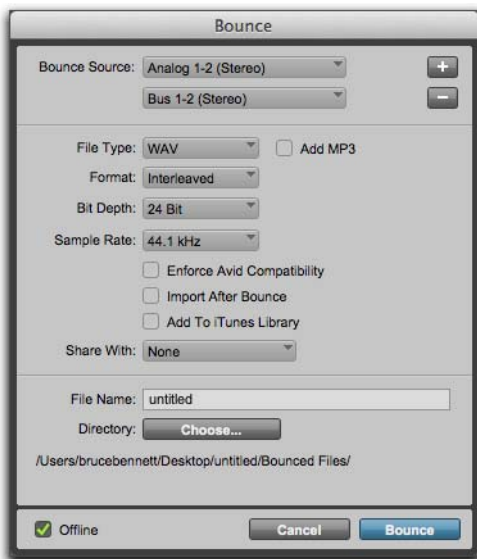 Bounce
Bounce Source: Analog 1-2 (Stereo) +
Bus 1-2 (Stereo) −
File Type: WAV Add MP3
Format: Interleaved
Bit Depth: 24 Bit
Sample Rate: 44.1 kHz
Enforce Avid Compatibility
Import After Bounce
Add To iTunes Library
Share With: None
File Name: untitled
Directory: Choose...
/Users/brucebennett/Desktop/untitled/Bounced Files/
Offline Cancel Bounce